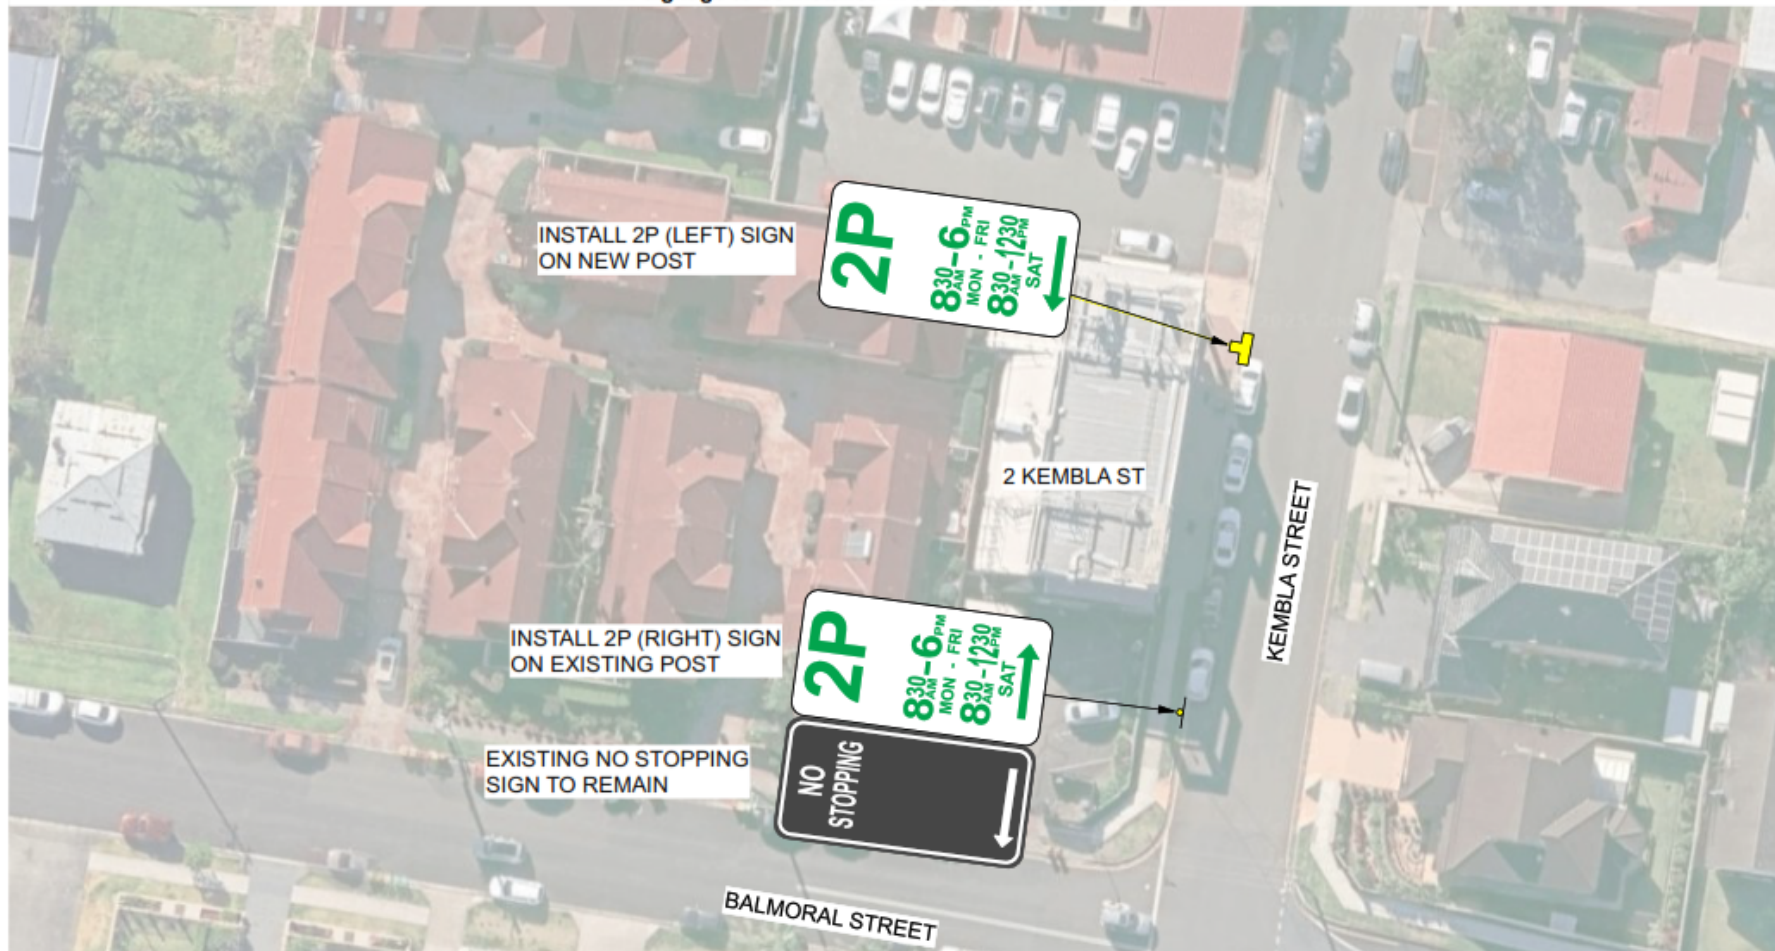 INSTALL 2P (LEFT) SIGN
ON NEW POST
2P
830AM-6PM
MON - FRI
830AM-1230PM
SAT
2 KEMBLA ST
KEMBLA STREET
INSTALL 2P (RIGHT) SIGN
ON EXISTING POST
2P
830AM-6PM
MON - FRI
830AM-1230PM
SAT
EXISTING NO STOPPING
SIGN TO REMAIN
NO
STOPPING
BALMORAL STREET